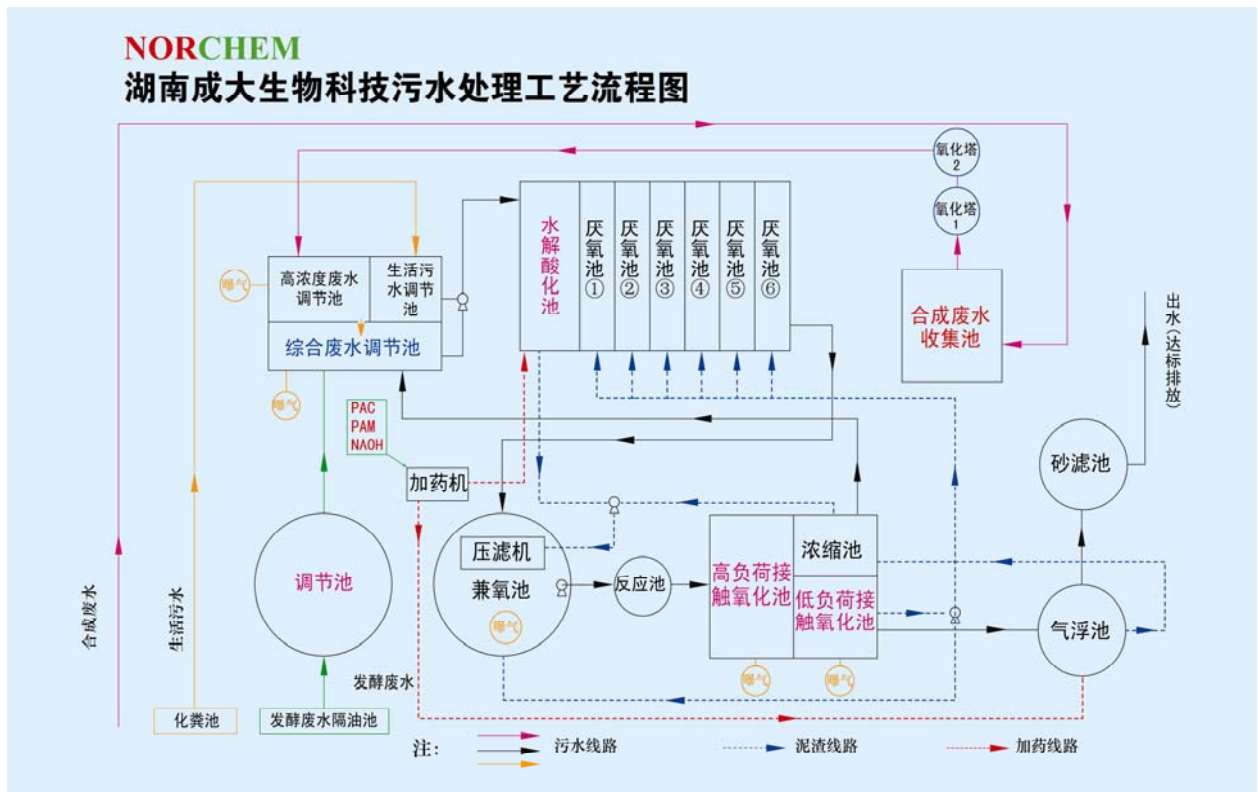 NORCHEM
湖南成大生物科技污水处理工艺流程图
氧化塔
2
氧化塔
1
水解酸化池
厌氧池①
厌氧池②
厌氧池③
厌氧池④
厌氧池⑤
厌氧池⑥
曝气
高浓度废水
调节池
生活污
水调节
池
综合废水调节池
曝气
合成废水
收集池
出水(达标排放)
PAC
PAM
NAOH
加药机
砂滤池
调节池
压滤机
兼氧池
曝气
反应池
高负荷接
触氧化池
浓缩池
低负荷接
触氧化池
气浮池
曝气
曝气
合成废水
生活污水
发酵废水
化粪池
发酵废水隔油池
注:
污水线路
泥渣线路
加药线路